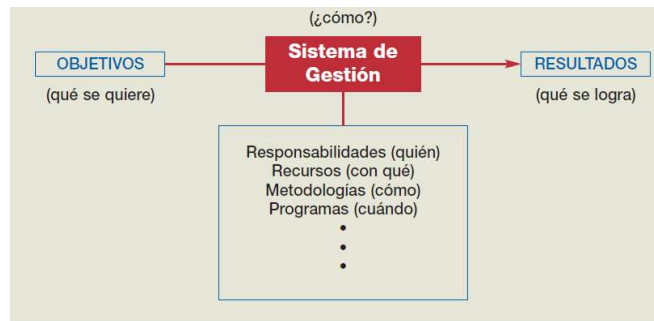 (¿cómo?)
OBJETIVOS
(qué se quiere)
Sistema de
Gestión
RESULTADOS
(qué se logra)
Responsabilidades (quién)
Recursos (con qué)
Metodologías (cómo)
Programas (cuándo)
•
•
•